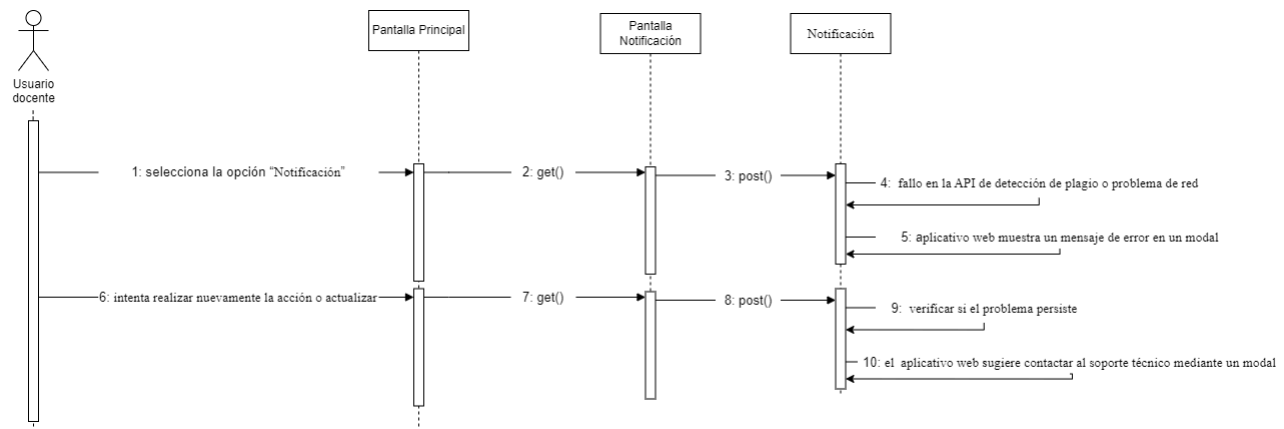 Usuario
docente
Pantalla Principal
Pantalla
Notificación
Notificación
1: selecciona la opción "Notificación"
2: get()
3: post()
4: fallo en la API de detección de plagio o problema de red
5: aplicativo web muestra un mensaje de error en un modal
6: intenta realizar nuevamente la acción o actualizar
7: get()
8: post()
9: verificar si el problema persiste
10: el aplicativo web sugiere contactar al soporte técnico mediante un modal